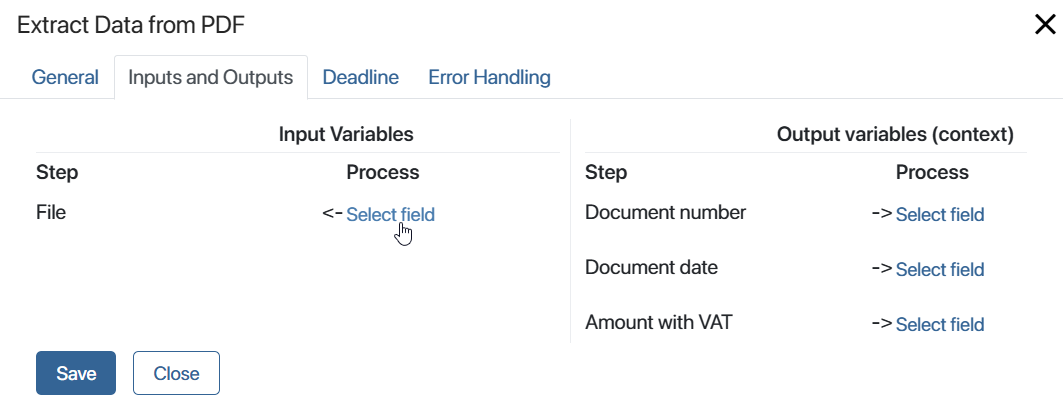 Extract Data from PDF
General Inputs and Outputs Deadline Error Handling
Input Variables Output variables (context)
Step Process Step Process
File <- Select field Document number -> Select field
Document date -> Select field
Amount with VAT -> Select field
Save Close